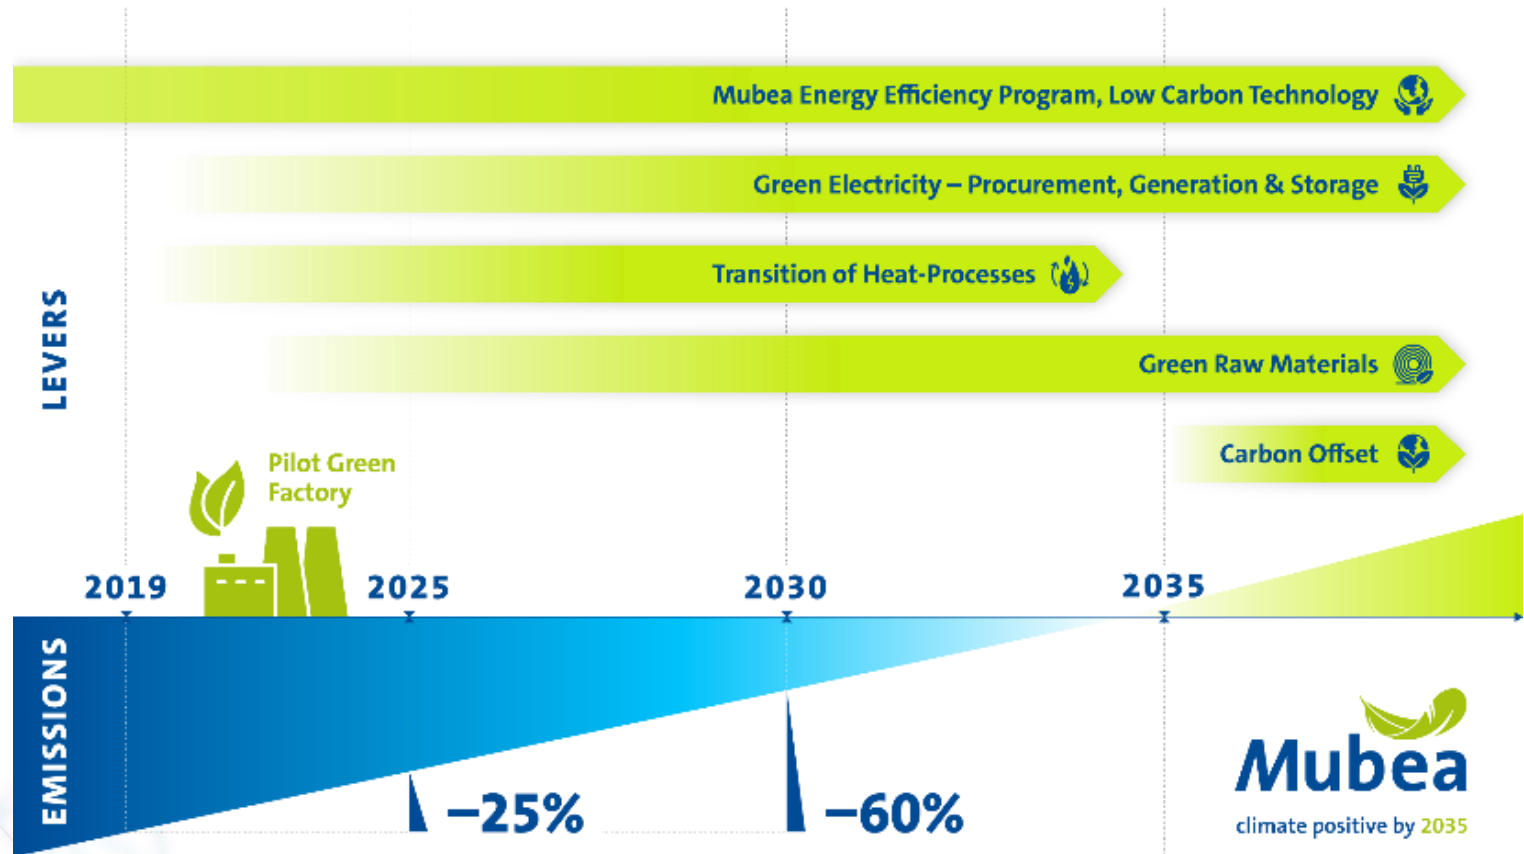 Mubea Energy Efficiency Program, Low Carbon Technology
Green Electricity – Procurement, Generation & Storage
Transition of Heat-Processes
LEVERS
Green Raw Materials
Carbon Offset
Pilot Green
Factory
2019
2025
2030
2035
EMISSIONS
–25%
–60%
Mubea
climate positive by 2035